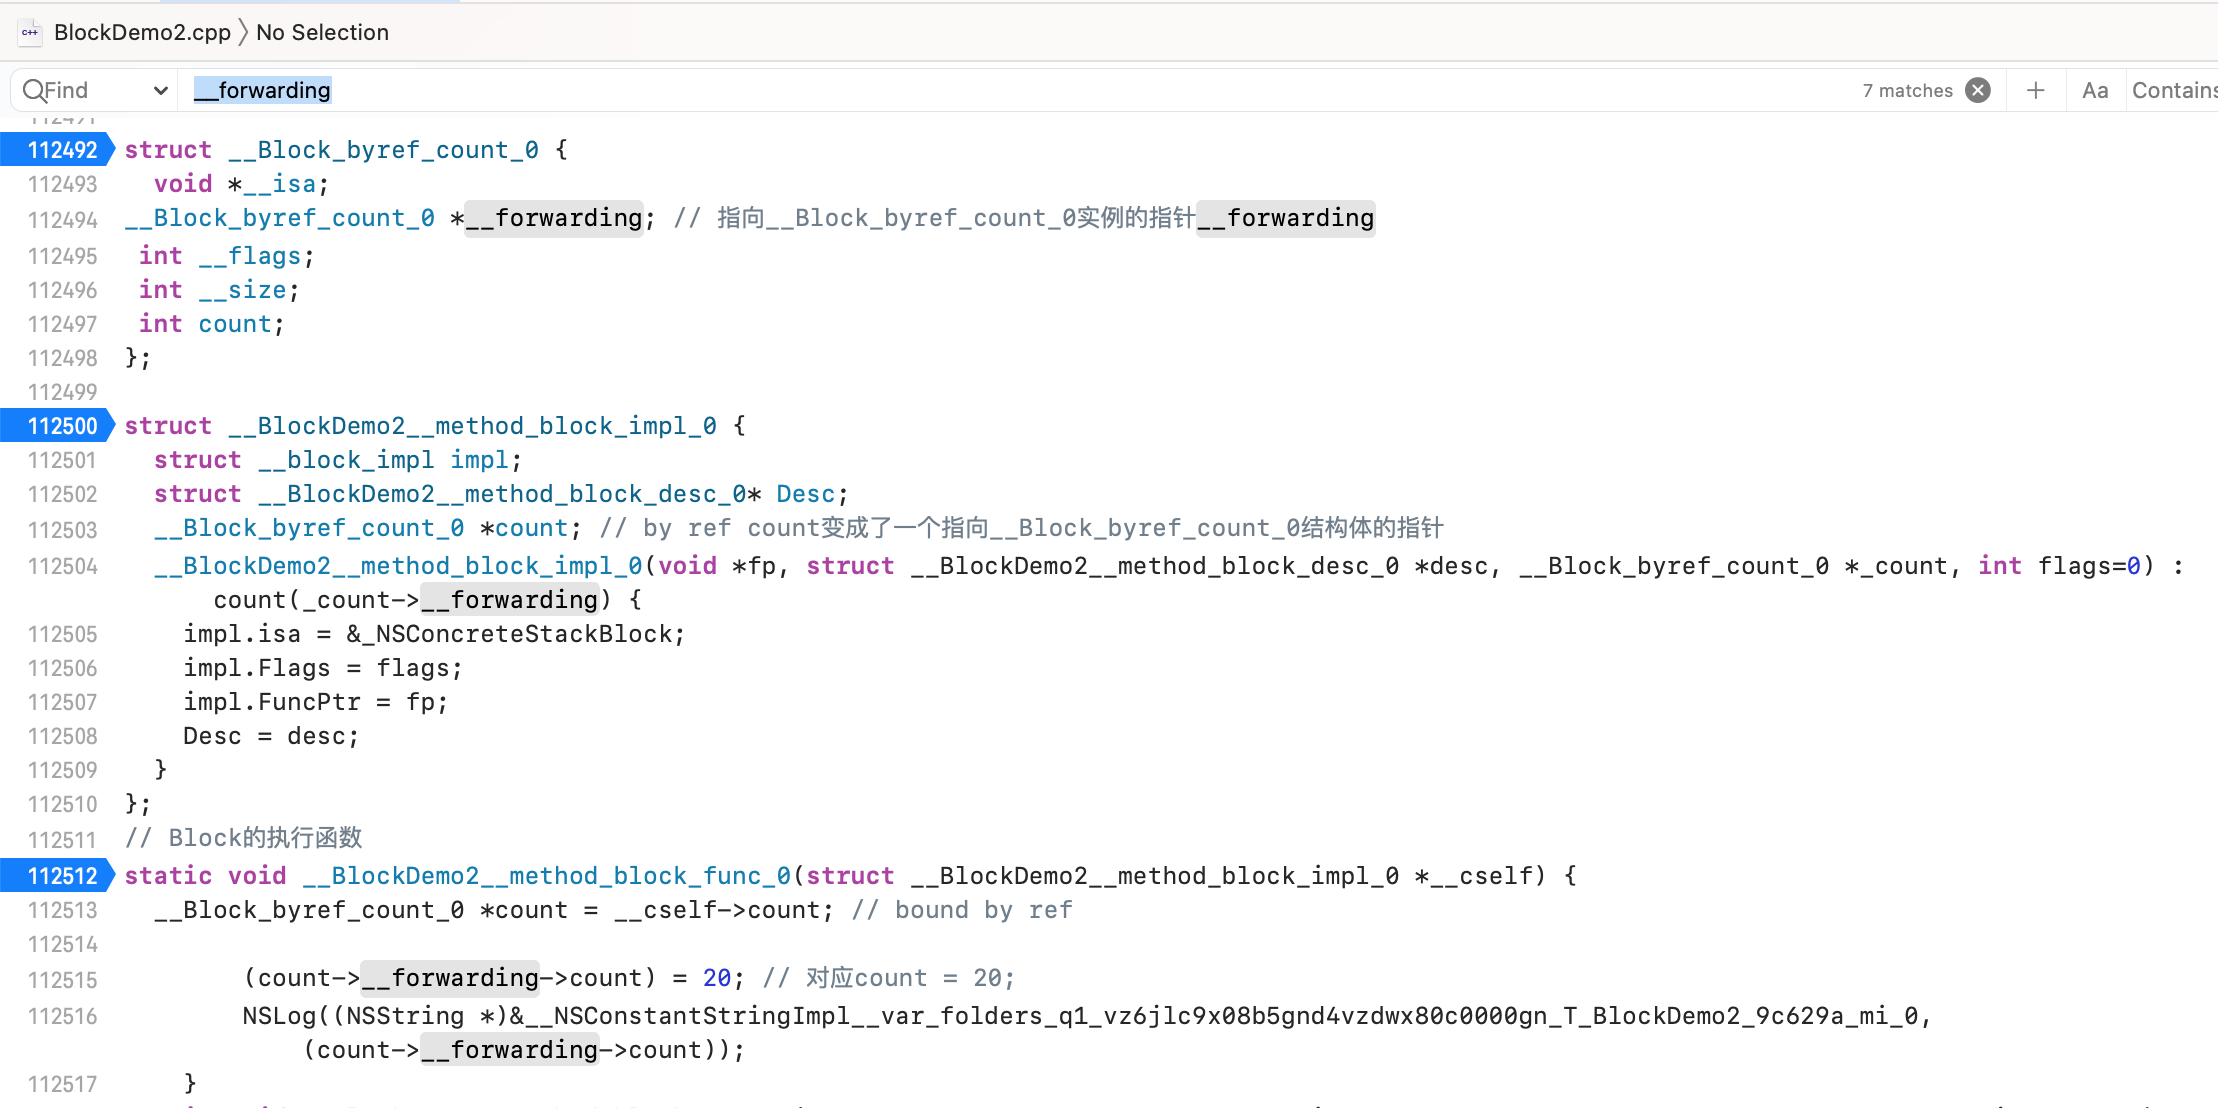 BlockDemo2.cpp 〉 No Selection
Find __forwarding 7 matches + Aa Contains
112491
112492 struct __Block_byref_count_0 {
112493 void *__isa;
112494 __Block_byref_count_0 *__forwarding; // 指向__Block_byref_count_0实例的指针__forwarding
112495 int __flags;
112496 int __size;
112497 int count;
112498 };
112499
112500 struct __BlockDemo2__method_block_impl_0 {
112501 struct __block_impl impl;
112502 struct __BlockDemo2__method_block_desc_0* Desc;
112503 __Block_byref_count_0 *count; // by ref count变成了一个指向__Block_byref_count_0结构体的指针
112504 __BlockDemo2__method_block_impl_0(void *fp, struct __BlockDemo2__method_block_desc_0 *desc, __Block_byref_count_0 *_count, int flags=0) :
count(_count->__forwarding) {
112505 impl.isa = &_NSConcreteStackBlock;
112506 impl.Flags = flags;
112507 impl.FuncPtr = fp;
112508 Desc = desc;
112509 }
112510 };
112511 // Block的执行函数
112512 static void __BlockDemo2__method_block_func_0(struct __BlockDemo2__method_block_impl_0 *__cself) {
112513 __Block_byref_count_0 *count = __cself->count; // bound by ref
112514
112515 (count->__forwarding->count) = 20; // 对应count = 20;
112516 NSLog((NSString *)&__NSConstantStringImpl__var_folders_q1_vz6jlc9x08b5gnd4vzdwx80c0000gn_T_BlockDemo2_9c629a_mi_0,
(count->__forwarding->count));
112517 }